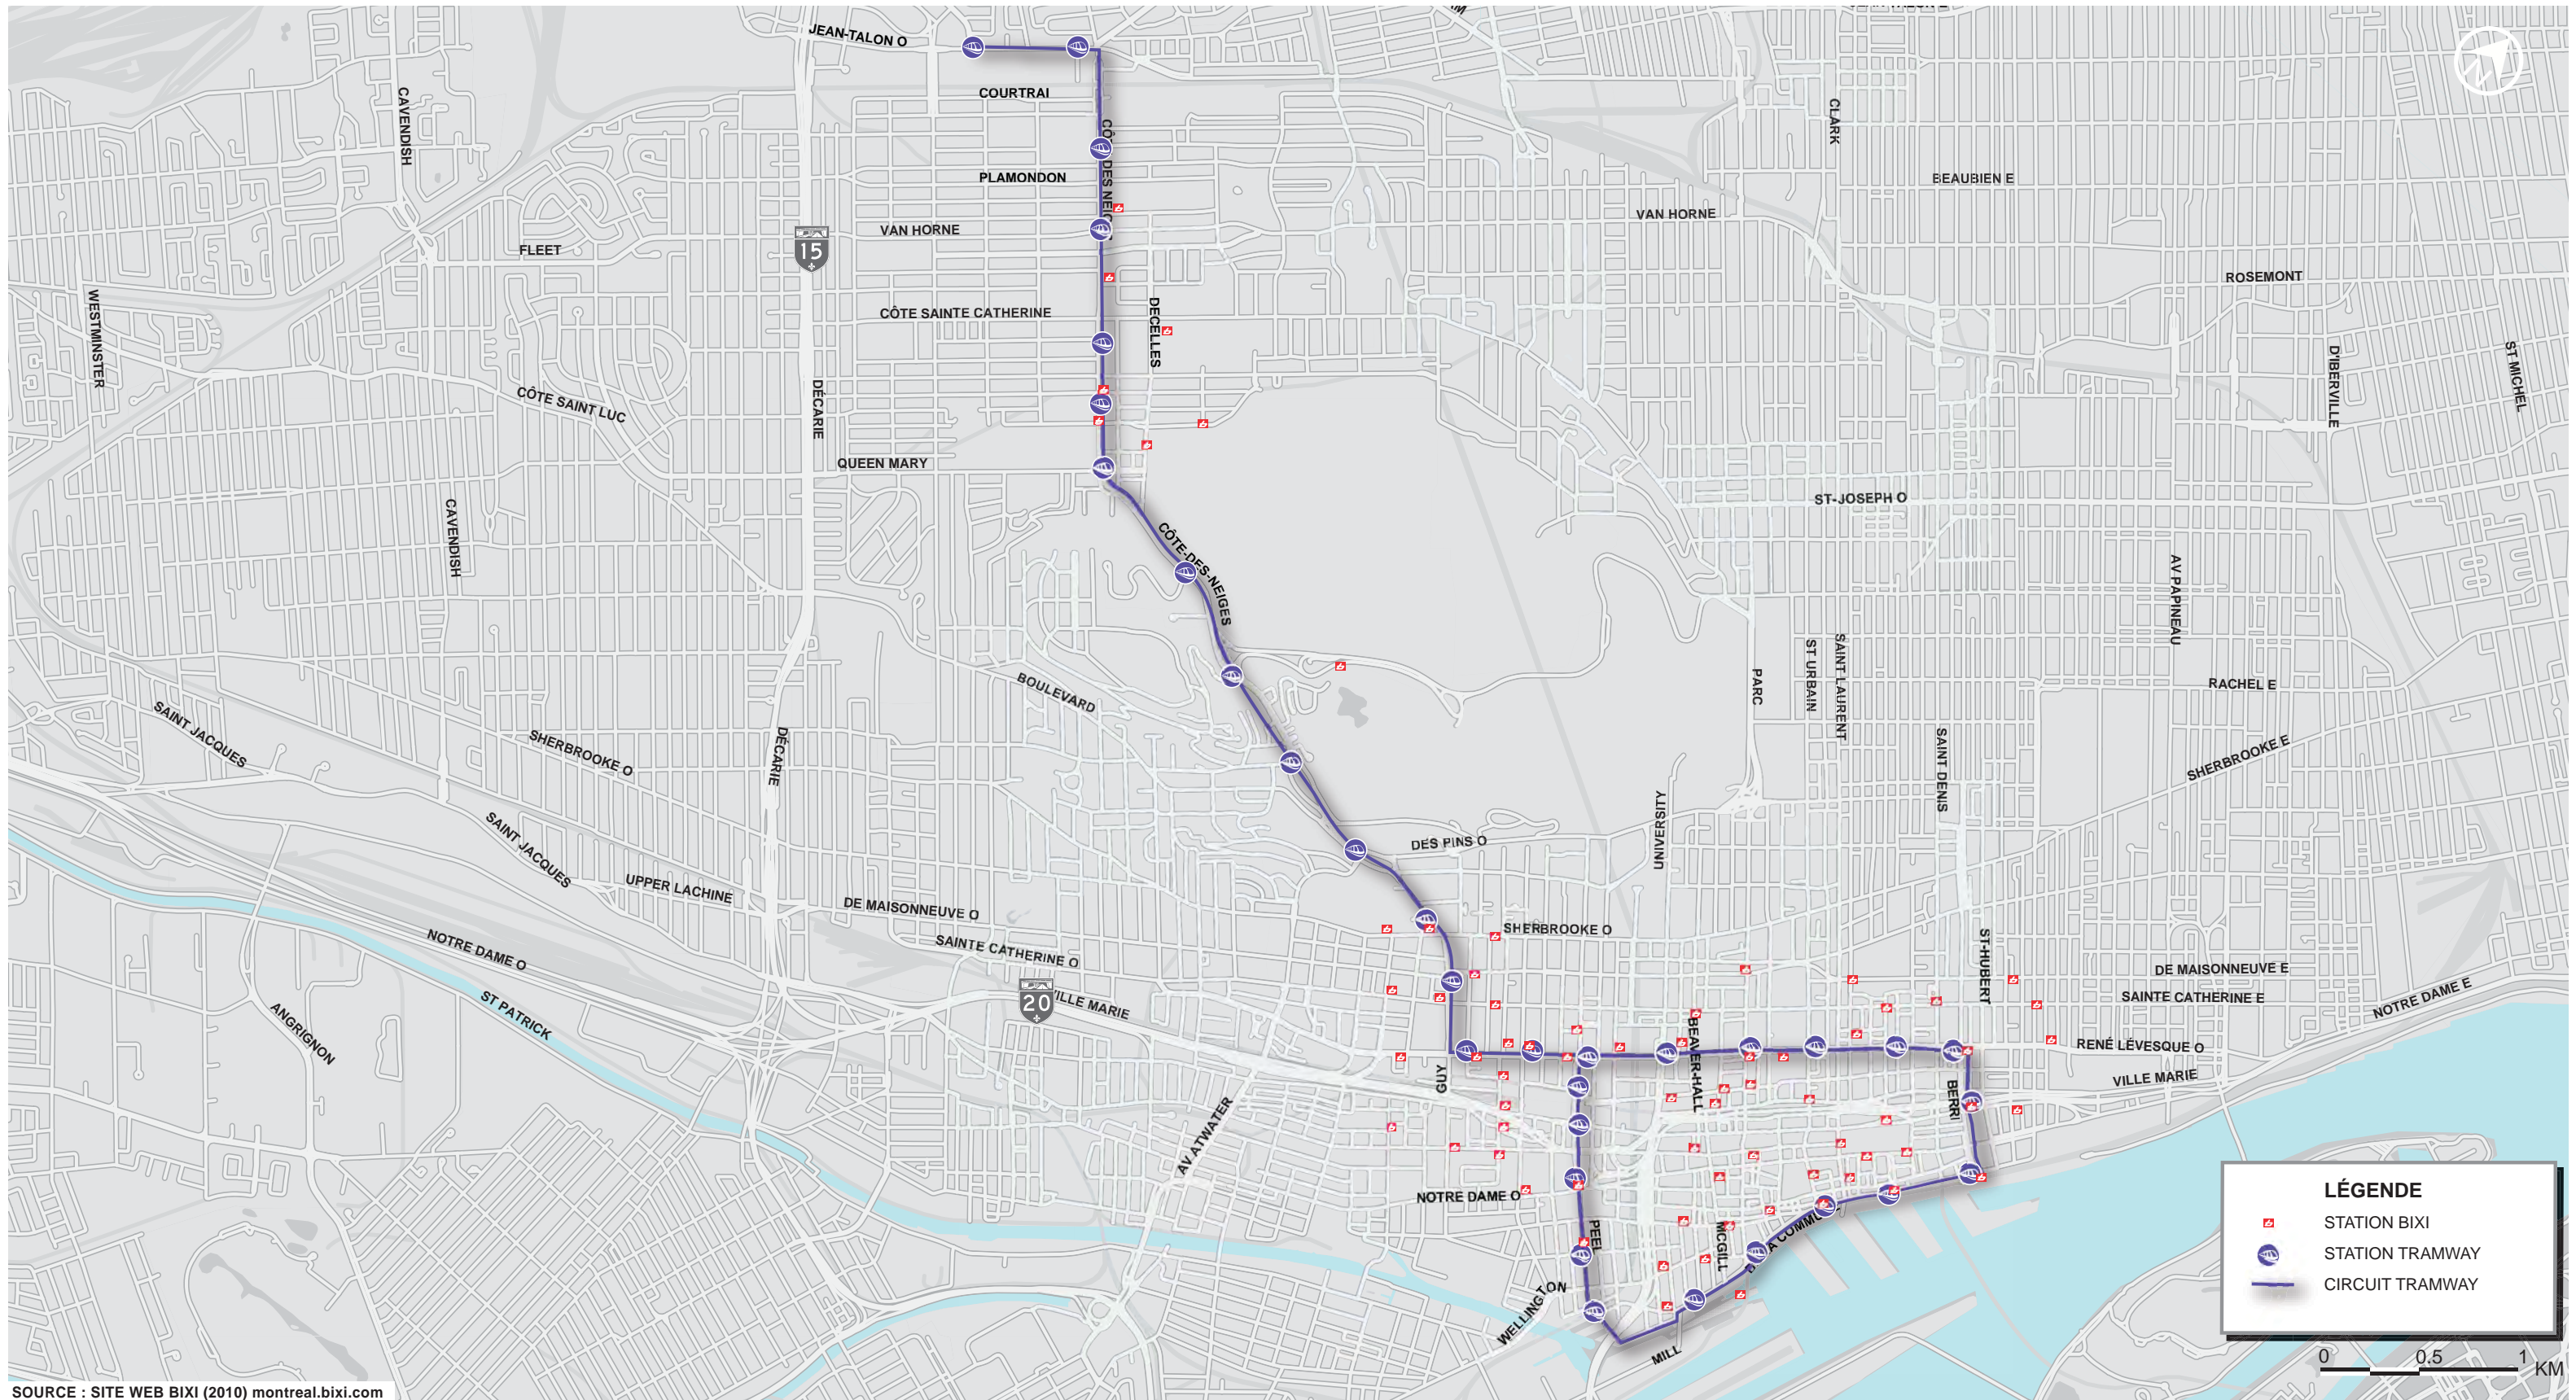 JEAN-TALON O
COURTRAI
CAVENDISH
CLARK
PLAMONDON
BEAUBIEN E
VAN HORNE
VAN HORNE
FLEET
15
ROSEMONT
WESTMINSTER
CÔTE SAINTE CATHERINE
DECELLES
D'IBERVILLE
ST MICHEL
CÔTE SAINT LUC
DÉCARIE
QUEEN MARY
ST-JOSEPH O
CAVENDISH
CÔTE-DES-NEIGES
AV PAPINEAU
BOULEVARD
PARC
ST URBAIN
SAINT LAURENT
RACHEL E
SAINT JACQUES
SHERBROOKE O
DÉCARIE
SAINT DENIS
SHERBROOKE E
SAINT JACQUES
UNIVERSITY
DES PINS O
UPPER LACHINE
DE MAISONNEUVE O
SHERBROOKE O
NOTRE DAME O
SAINTE CATHERINE O
ST-HUBERT
DE MAISONNEUVE E
SAINTE CATHERINE E
NOTRE DAME E
ST PATRICK
20
VILLE MARIE
ANGRIGNON
BEAVER-HALL
RENÉ LÉVESQUE O
VILLE MARIE
GUY
BERRI
AV ATWATER
NOTRE DAME O
PEEL
MCGILL
WELLINGTON
MILL
LÉGENDE
STATION BIXI
STATION TRAMWAY
CIRCUIT TRAMWAY
0 0.5 1 KM
SOURCE : SITE WEB BIXI (2010) montreal.bixi.com